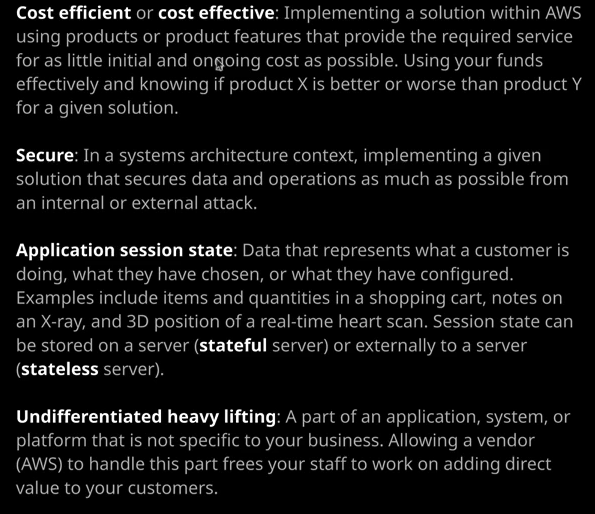 Cost efficient or cost effective: Implementing a solution within AWS
using products or product features that provide the required service
for as little initial and ongoing cost as possible. Using your funds
effectively and knowing if product X is better or worse than product Y
for a given solution.
Secure: In a systems architecture context, implementing a given
solution that secures data and operations as much as possible from
an internal or external attack.
Application session state: Data that represents what a customer is
doing, what they have chosen, or what they have configured.
Examples include items and quantities in a shopping cart, notes on
an X-ray, and 3D position of a real-time heart scan. Session state can
be stored on a server (stateful server) or externally to a server
(stateless server).
Undifferentiated heavy lifting: A part of an application, system, or
platform that is not specific to your business. Allowing a vendor
(AWS) to handle this part frees your staff to work on adding direct
value to your customers.